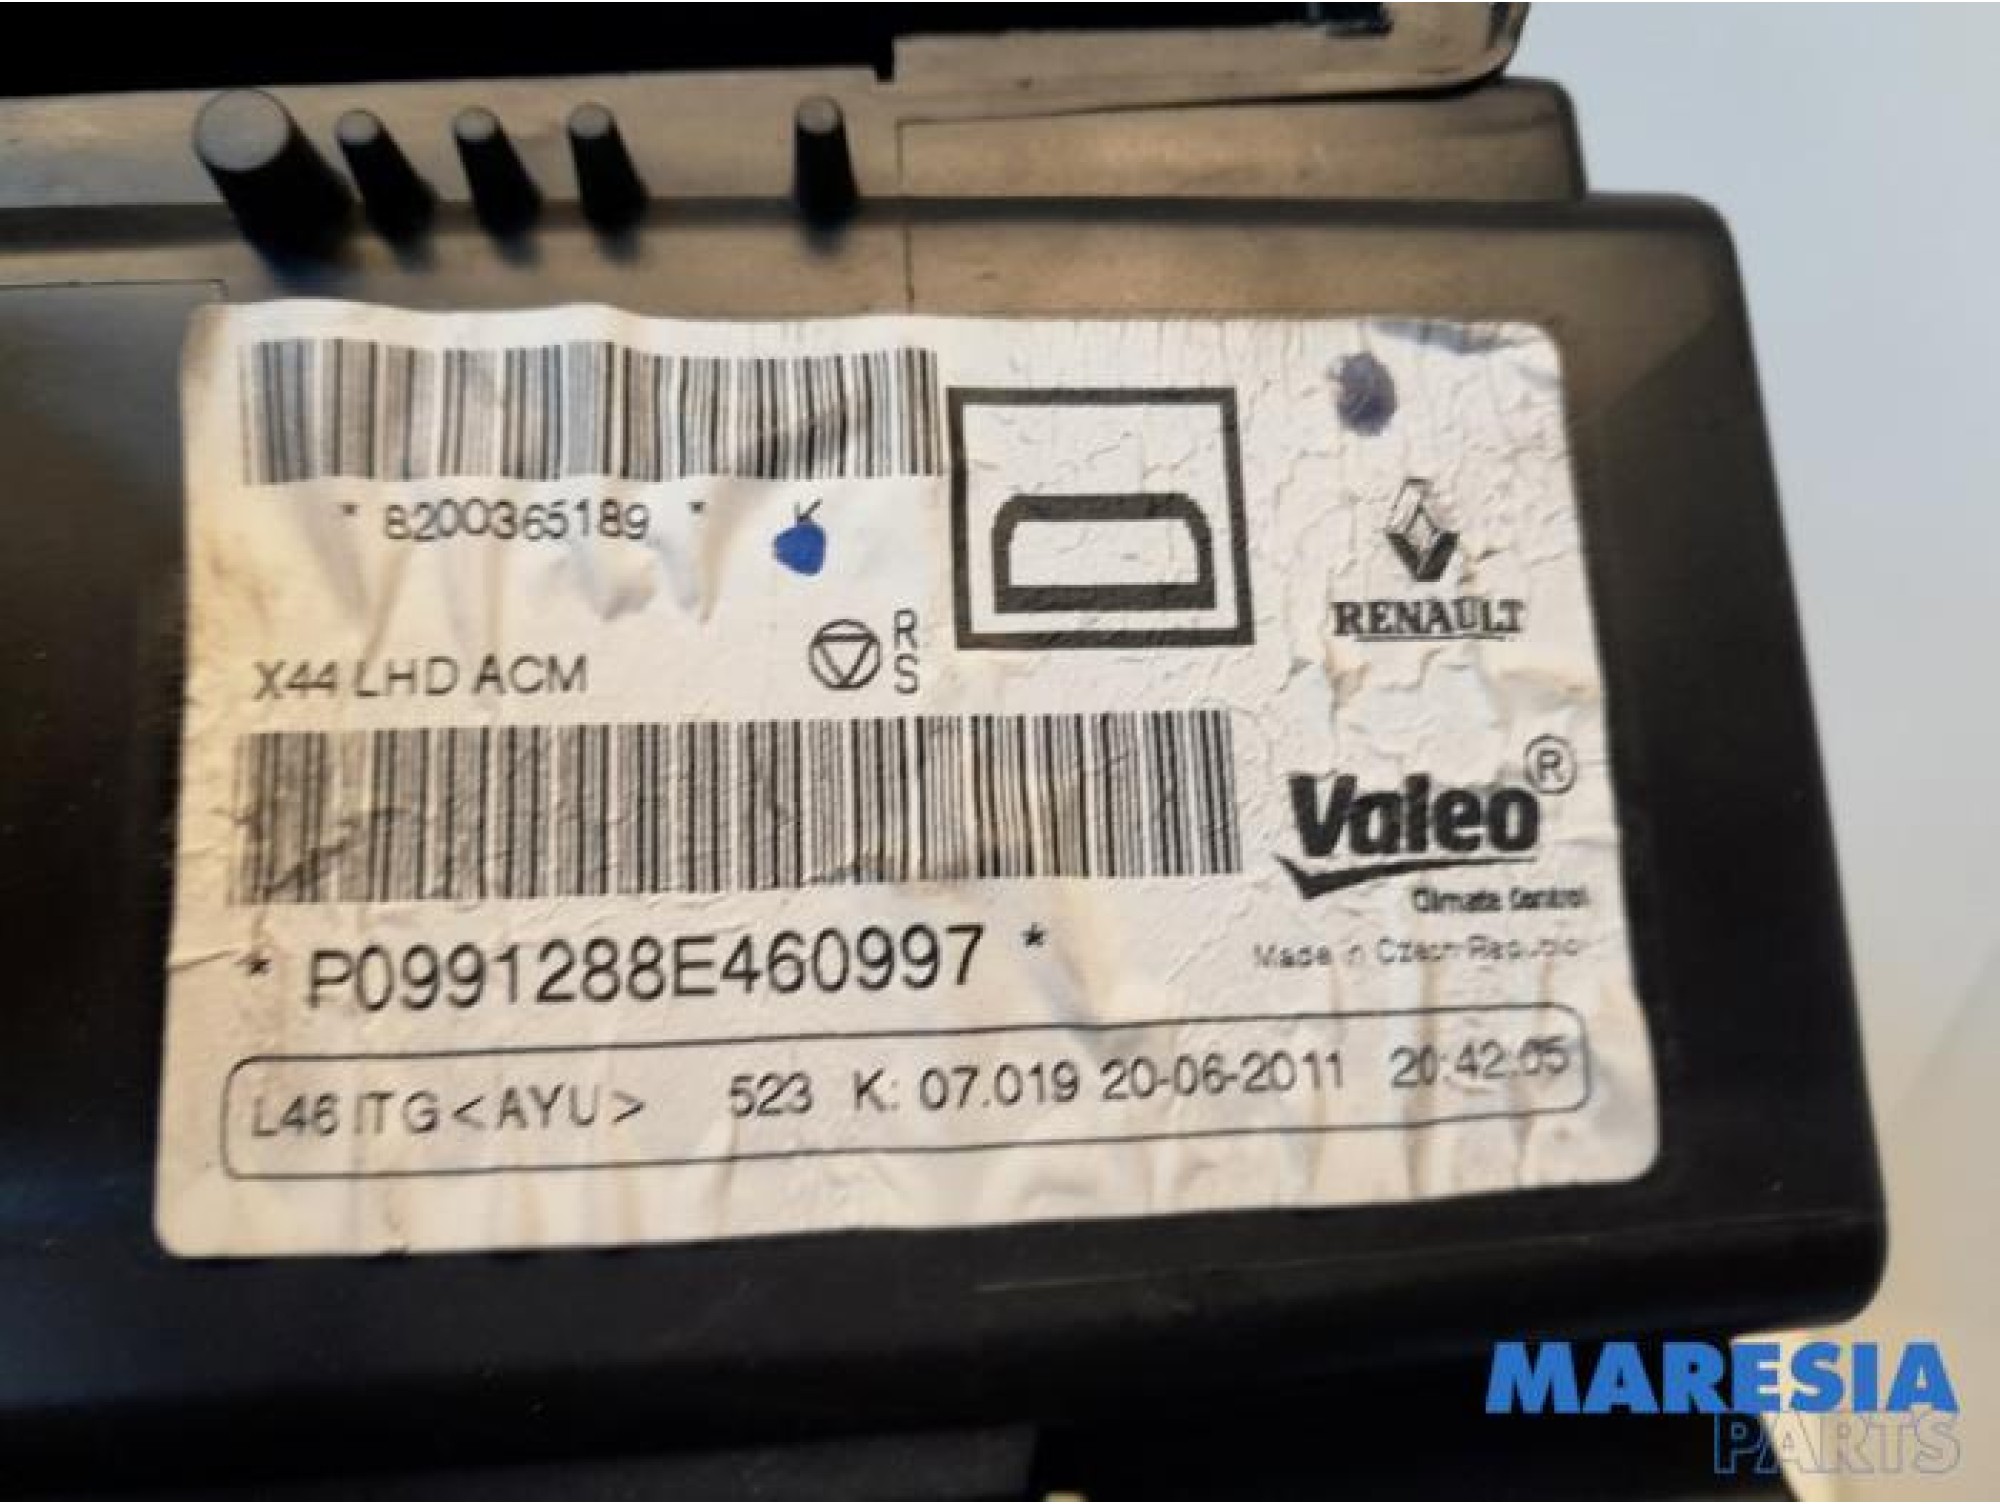 * 8200365189 * K
RENAULT
R
S
X44 LHD ACM
Valeo®
Climate Control
* P0991288E460997 *
Made in Czech Republic
L46 ITG <AYU> 523 K: 07.019 20-06-2011 20:42:05
MARESIA
PARTS